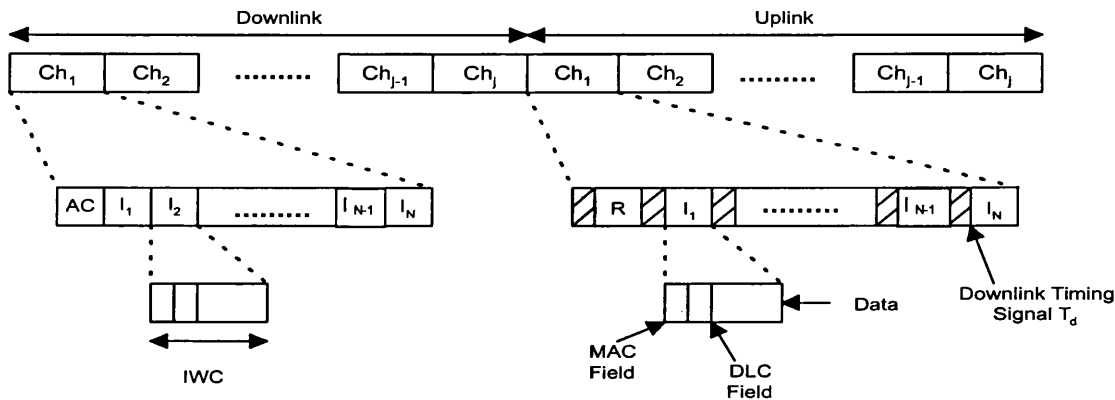 Downlink Uplink
Ch1 Ch2 ......... Chj-1 Chj Ch1 Ch2 ......... Chj-1 Chj
AC I1 I2 ......... I N-1 IN R I1 ......... I N-1 IN
IWC
MAC
Field
DLC
Field
Data
Downlink Timing
Signal Td